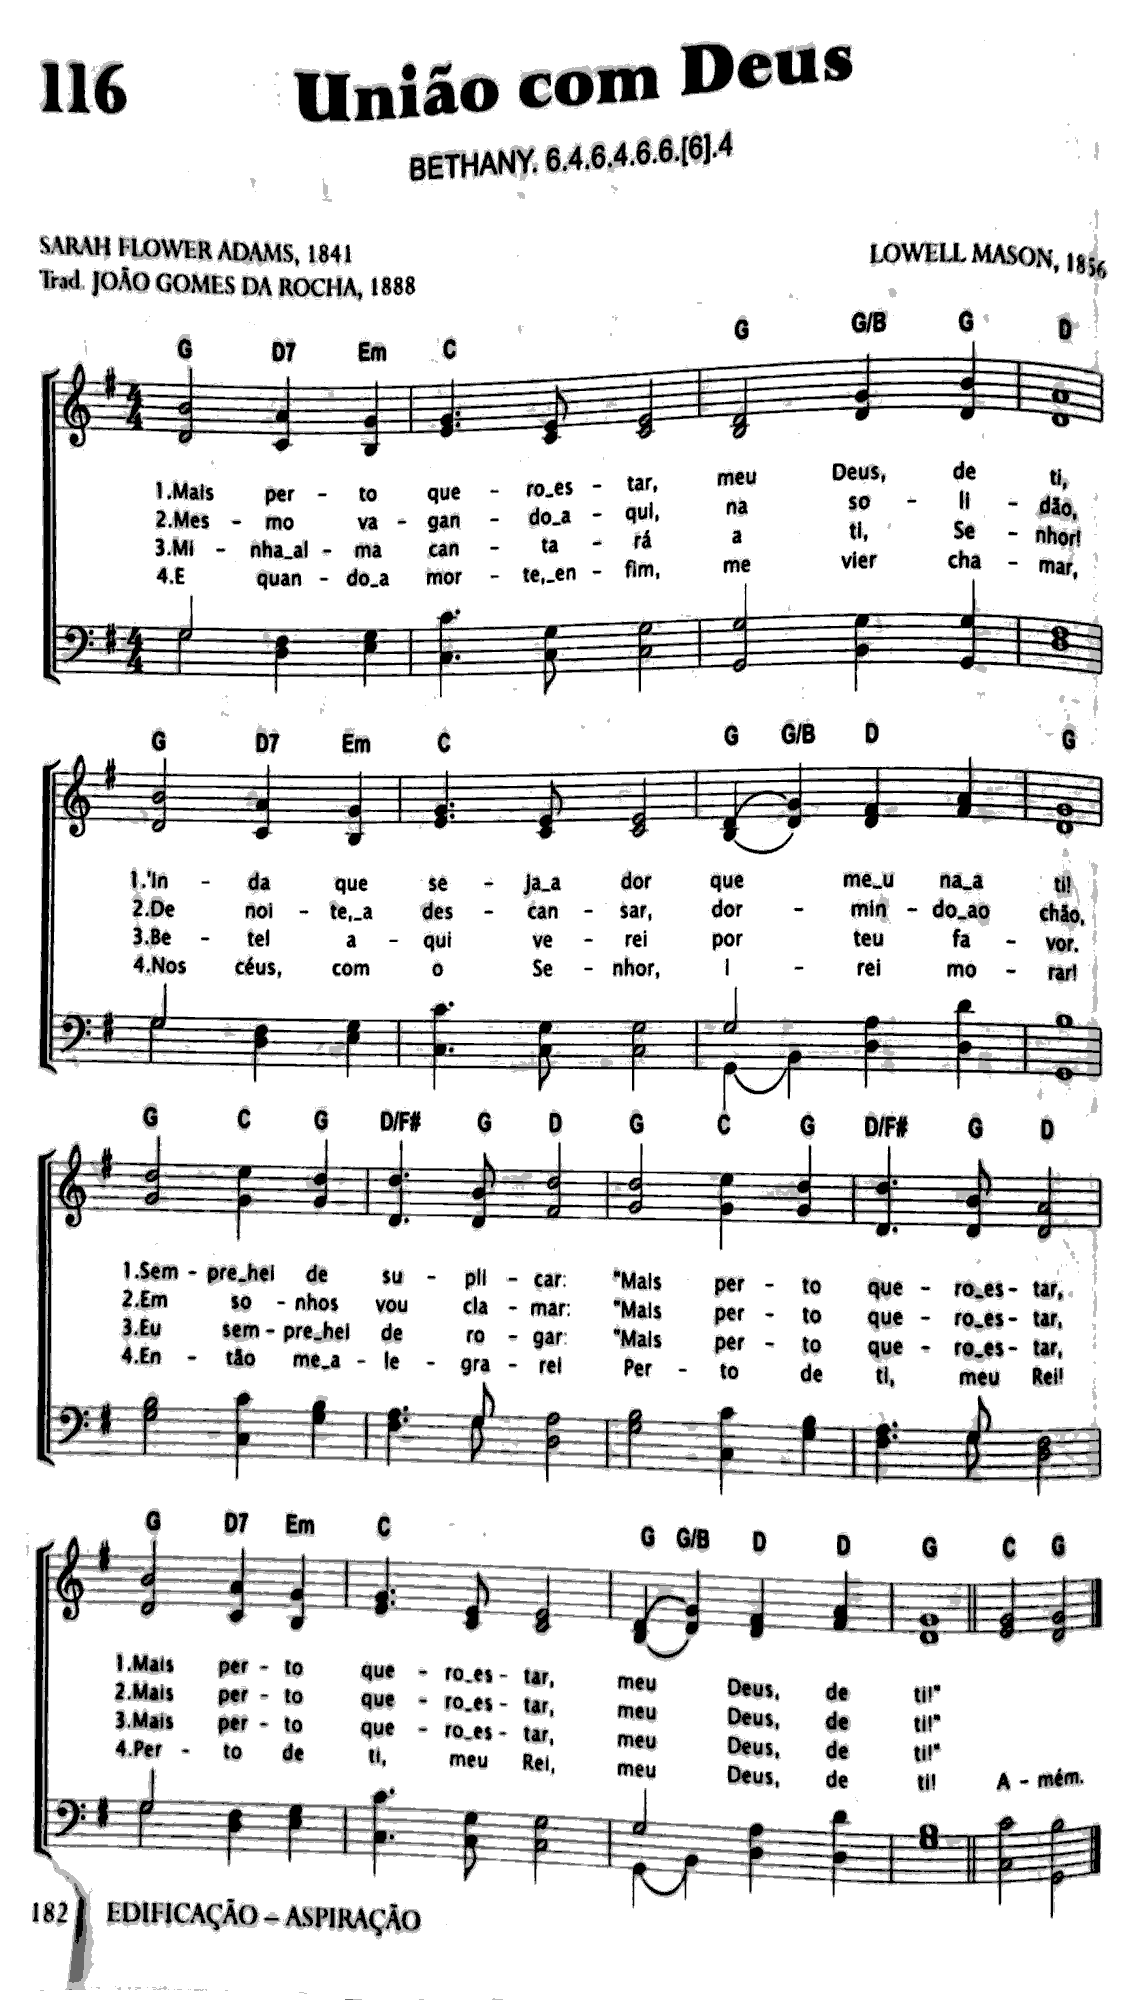 116
União com Deus
BETHANY. 6.4.6.4.6.6.[6].4
SARAH FLOWER ADAMS, 1841
Trad. JOÃO GOMES DA ROCHA, 1888
LOWELL MASON, 1856
G D7 Em C G G/B G D
1.Mais per - to que - ro_es - tar, meu Deus, de ti,
2.Mes - mo va - gan - do_a - qui, na so - li - dão,
3.Mi - nha_al - ma can - ta - rá a ti, Se - nhor!
4.E quan - do_a mor - te,_en - fim, me vier cha - mar,
G D7 Em C G G/B D G
1.'In - da que se - ja_a dor que me_u na_a ti!
2.De noi - te,_a des - can - sar, dor - min - do_ao chão,
3.Be - tel a - qui ve - rei por teu fa - vor.
4.Nos céus, com o Se - nhor, I - rei mo - rar!
G C G D/F# G D G C G D/F# G D
1.Sem - pre_hei de su - pli - car: "Mais per - to que - ro_es - tar,
2.Em so - nhos vou cla - mar: "Mais per - to que - ro_es - tar,
3.Eu sem - pre_hei de ro - gar: "Mais per - to que - ro_es - tar,
4.En - tão me_a - le - gra - rei Per - to de ti, meu Rei!
G D7 Em C G G/B D D G C G
1.Mais per - to que - ro_es - tar, meu Deus, de ti!"
2.Mais per - to que - ro_es - tar, meu Deus, de ti!"
3.Mais per - to que - ro_es - tar, meu Deus, de ti!"
4.Per - to de ti, meu Rei, meu Deus, de ti! A - mém.
182 EDIFICAÇÃO – ASPIRAÇÃO